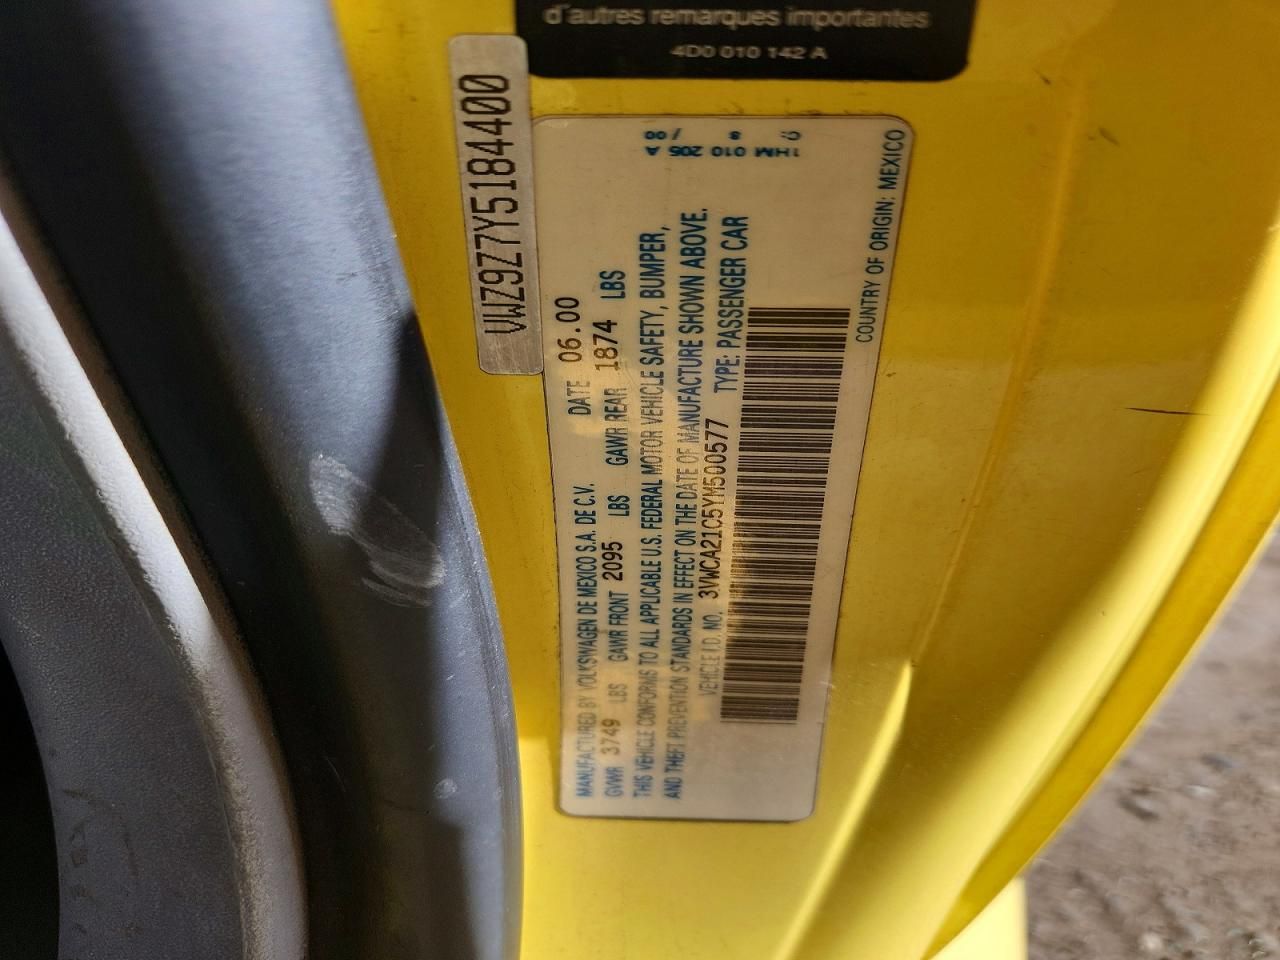 d'autres remarques importantes
4D0 010 142 A
VWZ9Z7Y5184400
1HM 010 205 A
MANUFACTURED BY VOLKSWAGEN DE MEXICO S.A. DE C.V. DATE 06.00
GVWR 3749 LBS GAWR FRONT 2095 LBS GAWR REAR 1874 LBS
THIS VEHICLE CONFORMS TO ALL APPLICABLE U.S. FEDERAL MOTOR VEHICLE SAFETY, BUMPER,
AND THEFT PREVENTION STANDARDS IN EFFECT ON THE DATE OF MANUFACTURE SHOWN ABOVE.
VEHICLE I.D. NO. 3VWCA21C5YM500577 TYPE: PASSENGER CAR
COUNTRY OF ORIGIN: MEXICO